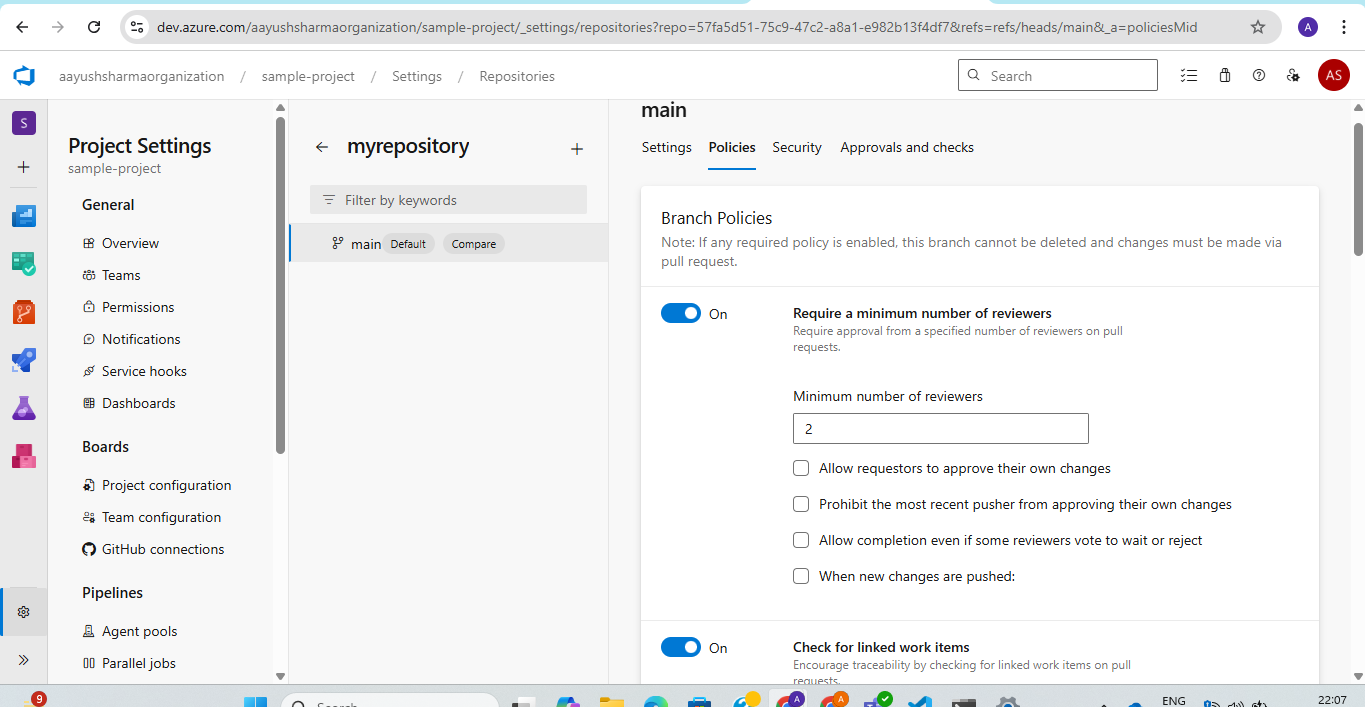 dev.azure.com/aayushsharmaorganization/sample-project/_settings/repositories?repo=57fa5d51-75c9-47c2-a8a1-e982b13f4df7&refs=refs/heads/main&_a=policiesMid
A
aayushsharmaorganization / sample-project / Settings / Repositories
Search
AS
S
Project Settings
sample-project
General
Overview
Teams
Permissions
Notifications
Service hooks
Dashboards
Boards
Project configuration
Team configuration
GitHub connections
Pipelines
Agent pools
Parallel jobs
myrepository
Filter by keywords
main Default Compare
main
Settings Policies Security Approvals and checks
Branch Policies
Note: If any required policy is enabled, this branch cannot be deleted and changes must be made via
pull request.
On
Require a minimum number of reviewers
Require approval from a specified number of reviewers on pull
requests.
Minimum number of reviewers
2
Allow requestors to approve their own changes
Prohibit the most recent pusher from approving their own changes
Allow completion even if some reviewers vote to wait or reject
When new changes are pushed:
On
Check for linked work items
Encourage traceability by checking for linked work items on pull
requests.
9
Search
A
A
ENG
22:07